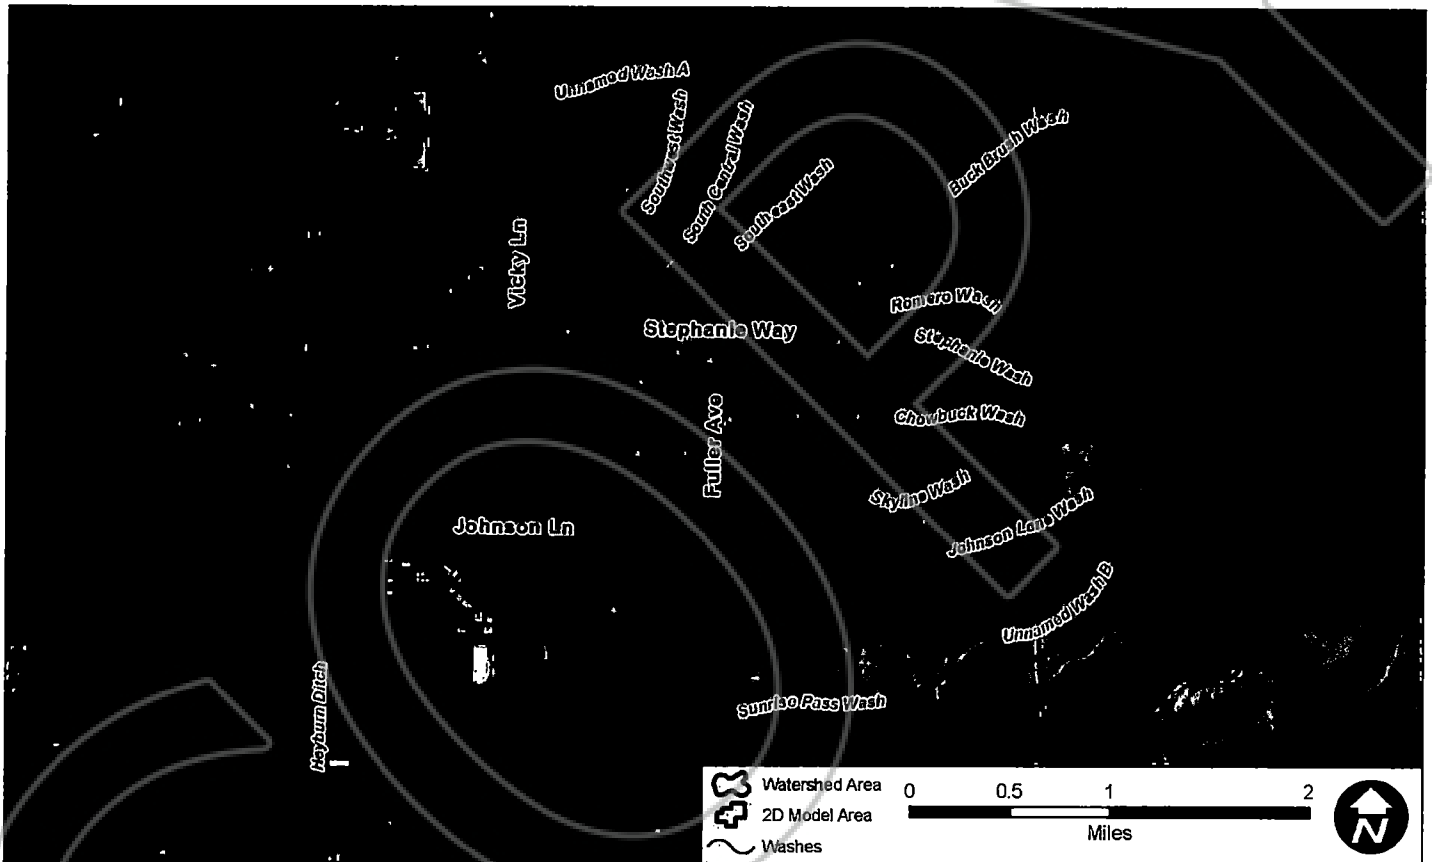 Unnamed Wash A
Southwest Wash
South Central Wash
Southeast Wash
Buck Brush Wash
Vicky Ln
Romero Wash
Stephanie Way
Stephanie Wash
Fuller Ave
Chowbuck Wash
Skyline Wash
Johnson Ln
Johnson Lane Wash
Unnamed Wash B
Heyburn Ditch
Sunrise Pass Wash
Watershed Area
2D Model Area
Washes
0 0.5 1 2
Miles
N